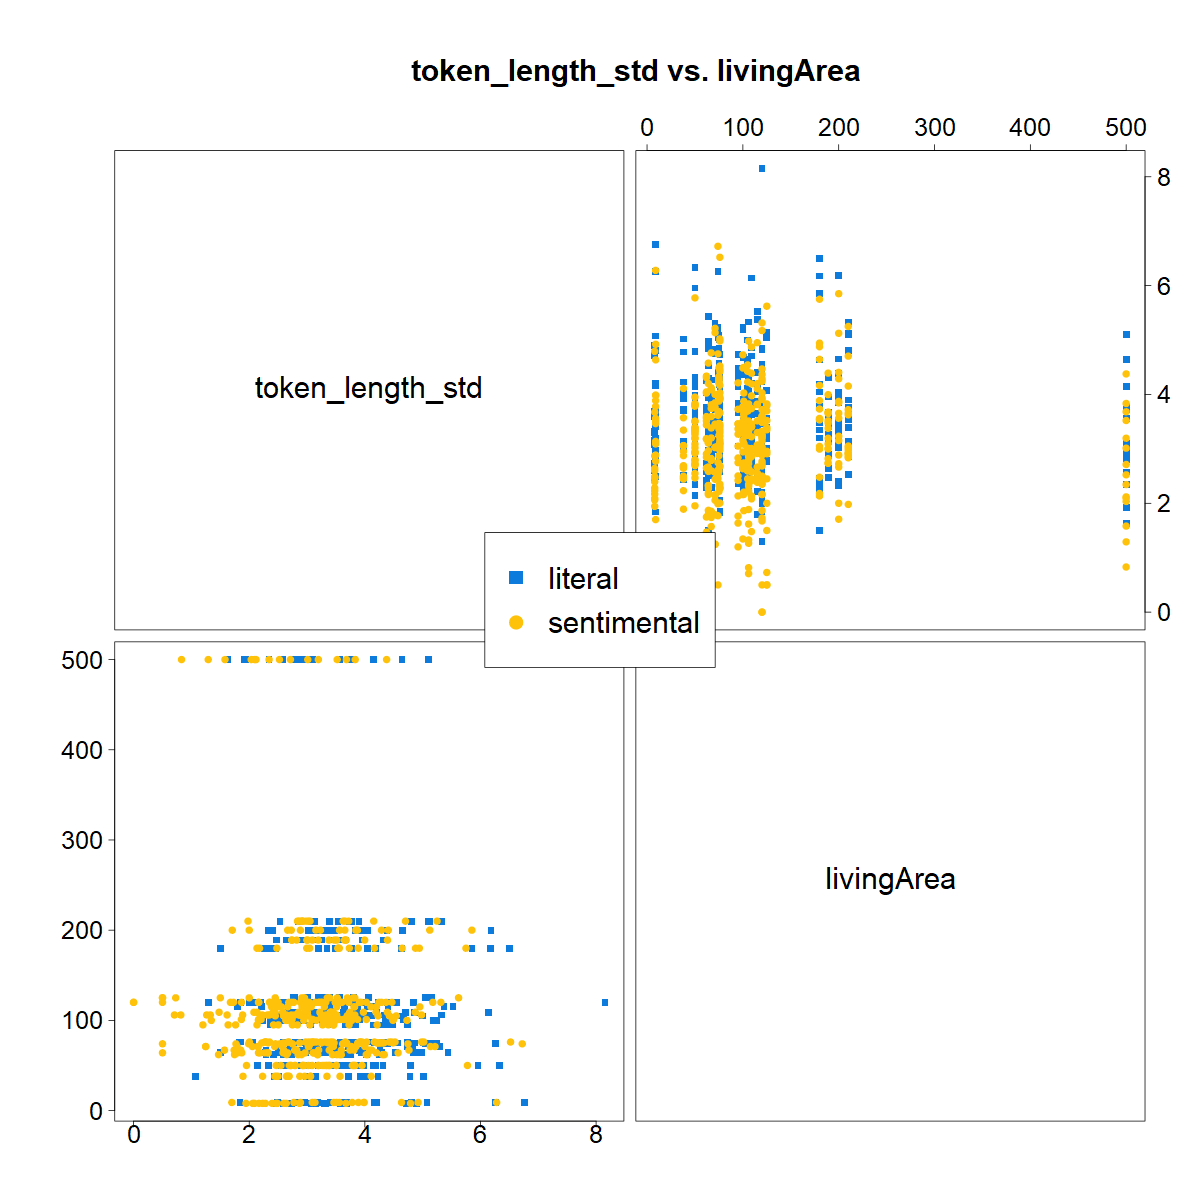 token_length_std vs. livingArea
0 100 200 300 400 500
8
6
4
2
0
token_length_std
literal
sentimental
500
400
300
200
100
0
livingArea
0 2 4 6 8